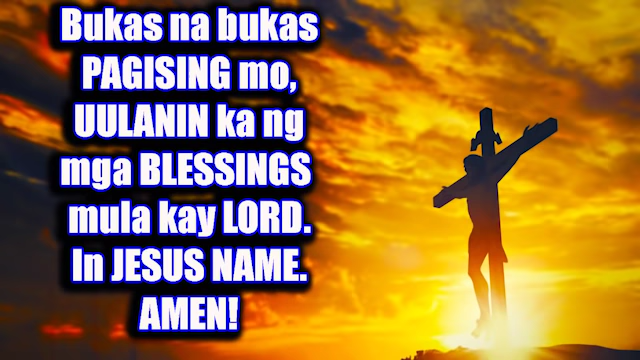 Bukas na bukas
PAGISING mo,
UULANIN ka ng
mga BLESSINGS
mula kay LORD.
In JESUS NAME.
AMEN!